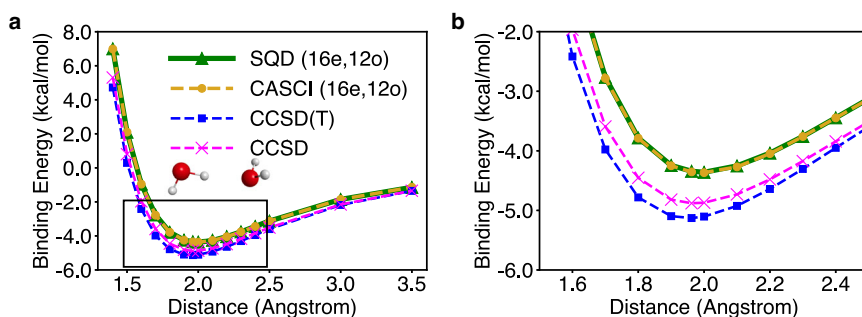 a
Binding Energy (kcal/mol)
8.0
6.0
4.0
2.0
0.0
-2.0
-4.0
-6.0
SQD (16e,12o)
CASCI (16e,12o)
CCSD(T)
CCSD
1.5 2.0 2.5 3.0 3.5
Distance (Angstrom)
b
Binding Energy (kcal/mol)
-2.0
-3.0
-4.0
-5.0
-6.0
1.6 1.8 2.0 2.2 2.4
Distance (Angstrom)